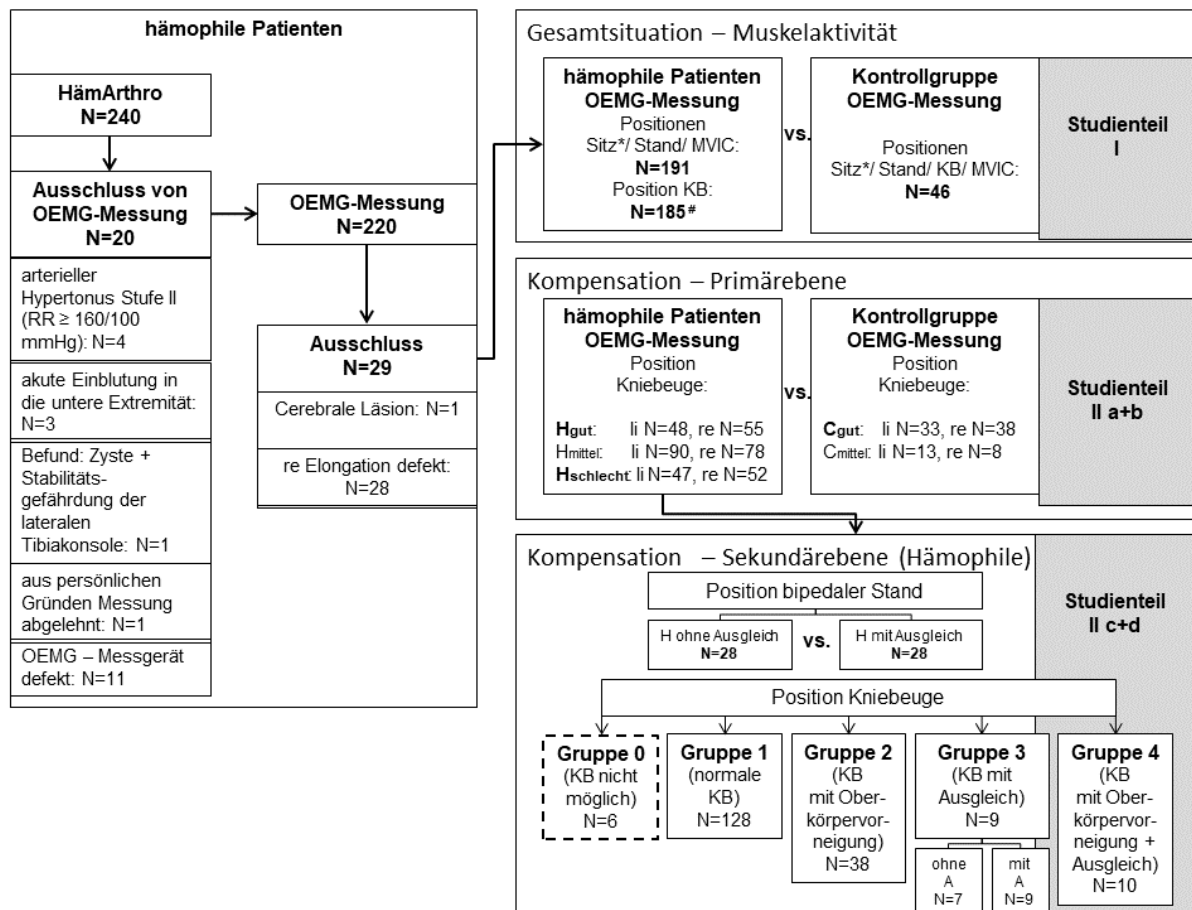 hämophile Patienten
HämArthro
N=240
Ausschluss von
OEMG-Messung
N=20
arterieller
Hypertonus Stufe II
(RR ≥ 160/100
mmHg): N=4
akute Einblutung in
die untere Extremität:
N=3
Befund: Zyste +
Stabilitäts-
gefährdung der
lateralen
Tibiakonsole: N=1
aus persönlichen
Gründen Messung
abgelehnt: N=1
OEMG – Messgerät
defekt: N=11
OEMG-Messung
N=220
Ausschluss
N=29
Cerebrale Läsion: N=1
re Elongation defekt:
N=28
Gesamtsituation – Muskelaktivität
hämophile Patienten
OEMG-Messung
Positionen
Sitz*/ Stand/ MVIC:
N=191
Position KB:
N=185#
vs.
Kontrollgruppe
OEMG-Messung
Positionen
Sitz*/ Stand/ KB/ MVIC:
N=46
Studienteil
I
Kompensation – Primärebene
hämophile Patienten
OEMG-Messung
Position
Kniebeuge:
Hgut: li N=48, re N=55
Hmittel: li N=90, re N=78
Hschlecht: li N=47, re N=52
vs.
Kontrollgruppe
OEMG-Messung
Position
Kniebeuge:
Cgut: li N=33, re N=38
Cmittel: li N=13, re N=8
Studienteil
II a+b
Kompensation – Sekundärebene (Hämophile)
Position bipedaler Stand
H ohne Ausgleich
N=28
vs.
H mit Ausgleich
N=28
Studienteil
II c+d
Position Kniebeuge
Gruppe 0
(KB nicht
möglich)
N=6
Gruppe 1
(normale
KB)
N=128
Gruppe 2
(KB
mit Ober-
körpervor-
neigung)
N=38
Gruppe 3
(KB mit
Ausgleich)
N=9
ohne
A
N=7
mit
A
N=9
Gruppe 4
(KB
mit Ober-
körpervor-
neigung +
Ausgleich)
N=10